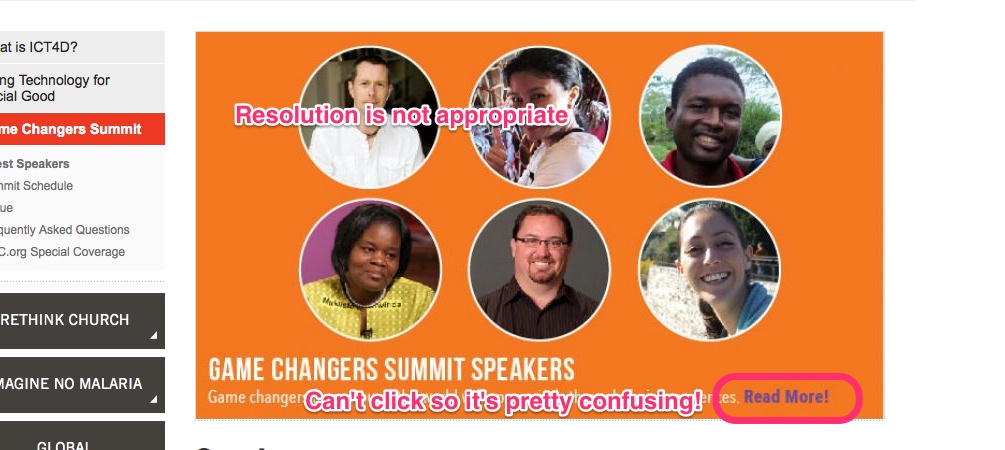 at is ICT4D?
ng Technology for
cial Good
me Changers Summit
est Speakers
mmit Schedule
ue
quently Asked Questions
C.org Special Coverage
RETHINK CHURCH
MAGINE NO MALARIA
GLOBAL
Resolution is not appropriate
GAME CHANGERS SUMMIT SPEAKERS
Game changers
Can't click so it's pretty confusing!
ces. Read More!